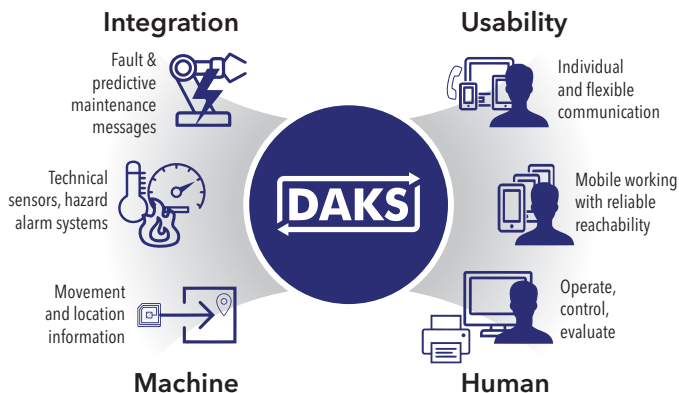 Integration
Usability
Fault &
predictive
maintenance
messages
Individual
and flexible
communication
Technical
sensors, hazard
alarm systems
DAKS
Mobile working
with reliable
reachability
Movement
and location
information
Operate,
control,
evaluate
Machine
Human